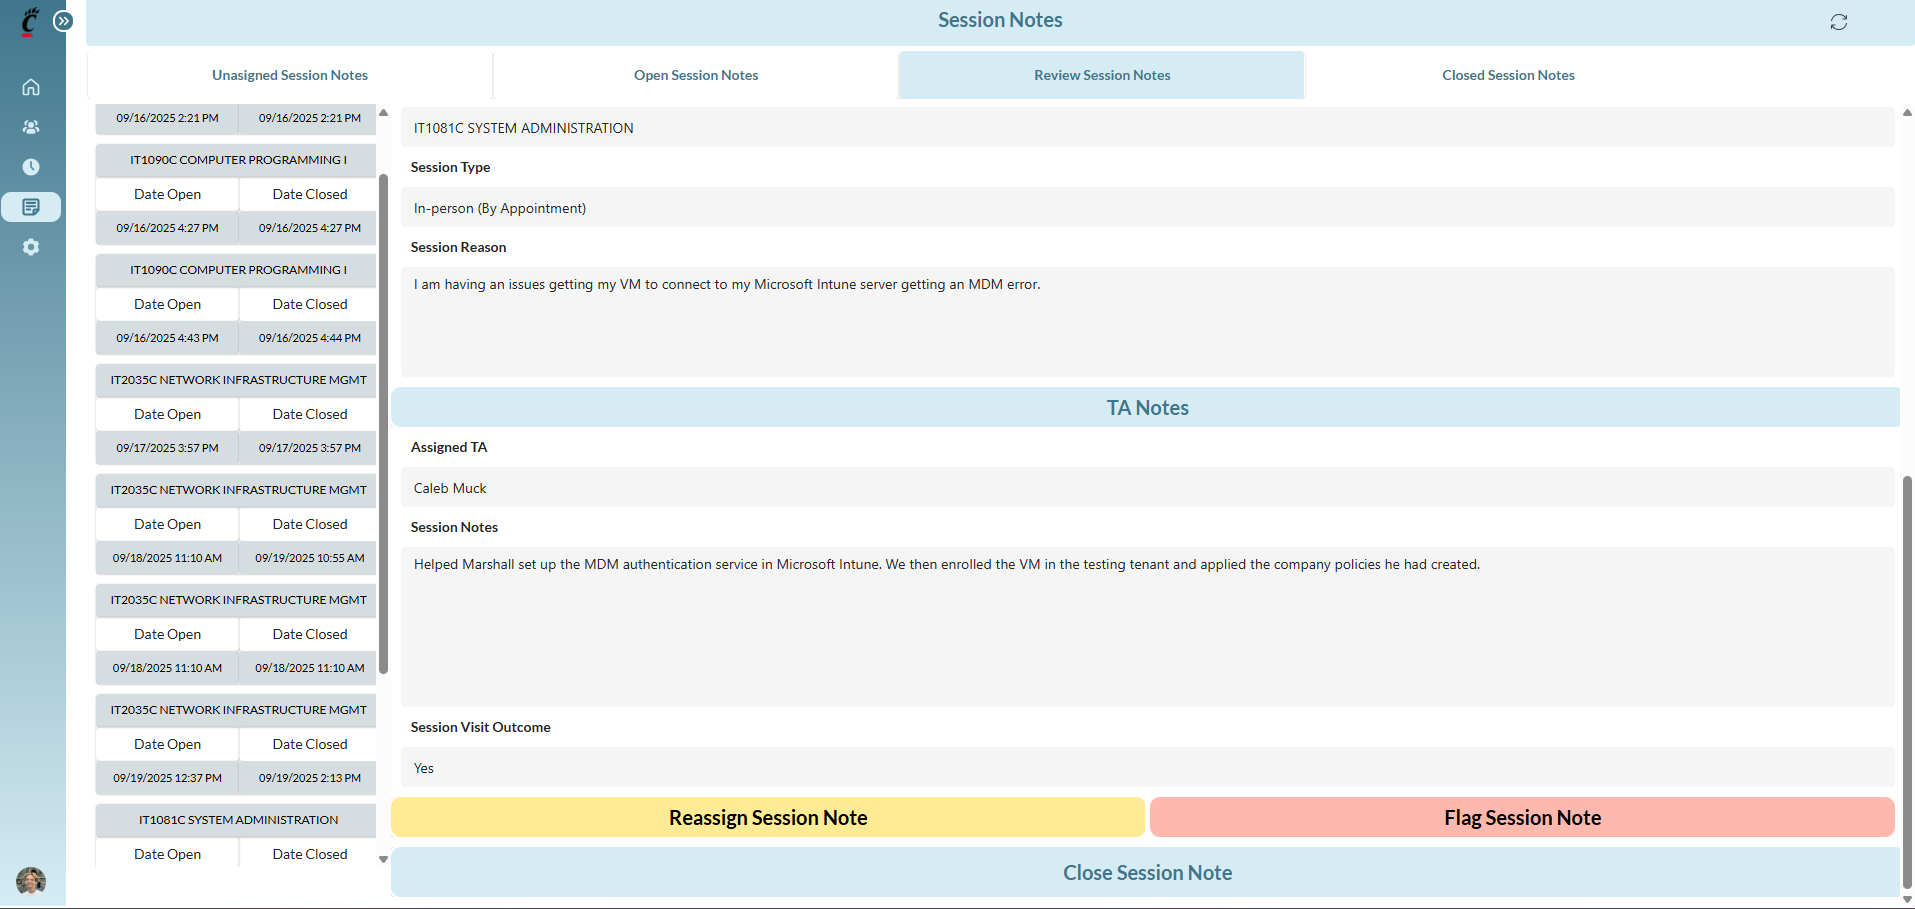 Session Notes
Unasigned Session Notes
Open Session Notes
Review Session Notes
Closed Session Notes
09/16/2025 2:21 PM 09/16/2025 2:21 PM
IT1090C COMPUTER PROGRAMMING I
Date Open Date Closed
09/16/2025 4:27 PM 09/16/2025 4:27 PM
IT1090C COMPUTER PROGRAMMING I
Date Open Date Closed
09/16/2025 4:43 PM 09/16/2025 4:44 PM
IT2035C NETWORK INFRASTRUCTURE MGMT
Date Open Date Closed
09/17/2025 3:57 PM 09/17/2025 3:57 PM
IT2035C NETWORK INFRASTRUCTURE MGMT
Date Open Date Closed
09/18/2025 11:10 AM 09/19/2025 10:55 AM
IT2035C NETWORK INFRASTRUCTURE MGMT
Date Open Date Closed
09/18/2025 11:10 AM 09/18/2025 11:10 AM
IT2035C NETWORK INFRASTRUCTURE MGMT
Date Open Date Closed
09/19/2025 12:37 PM 09/19/2025 2:13 PM
IT1081C SYSTEM ADMINISTRATION
Date Open Date Closed
IT1081C SYSTEM ADMINISTRATION
Session Type
In-person (By Appointment)
Session Reason
I am having an issues getting my VM to connect to my Microsoft Intune server getting an MDM error.
TA Notes
Assigned TA
Caleb Muck
Session Notes
Helped Marshall set up the MDM authentication service in Microsoft Intune. We then enrolled the VM in the testing tenant and applied the company policies he had created.
Session Visit Outcome
Yes
Reassign Session Note
Flag Session Note
Close Session Note